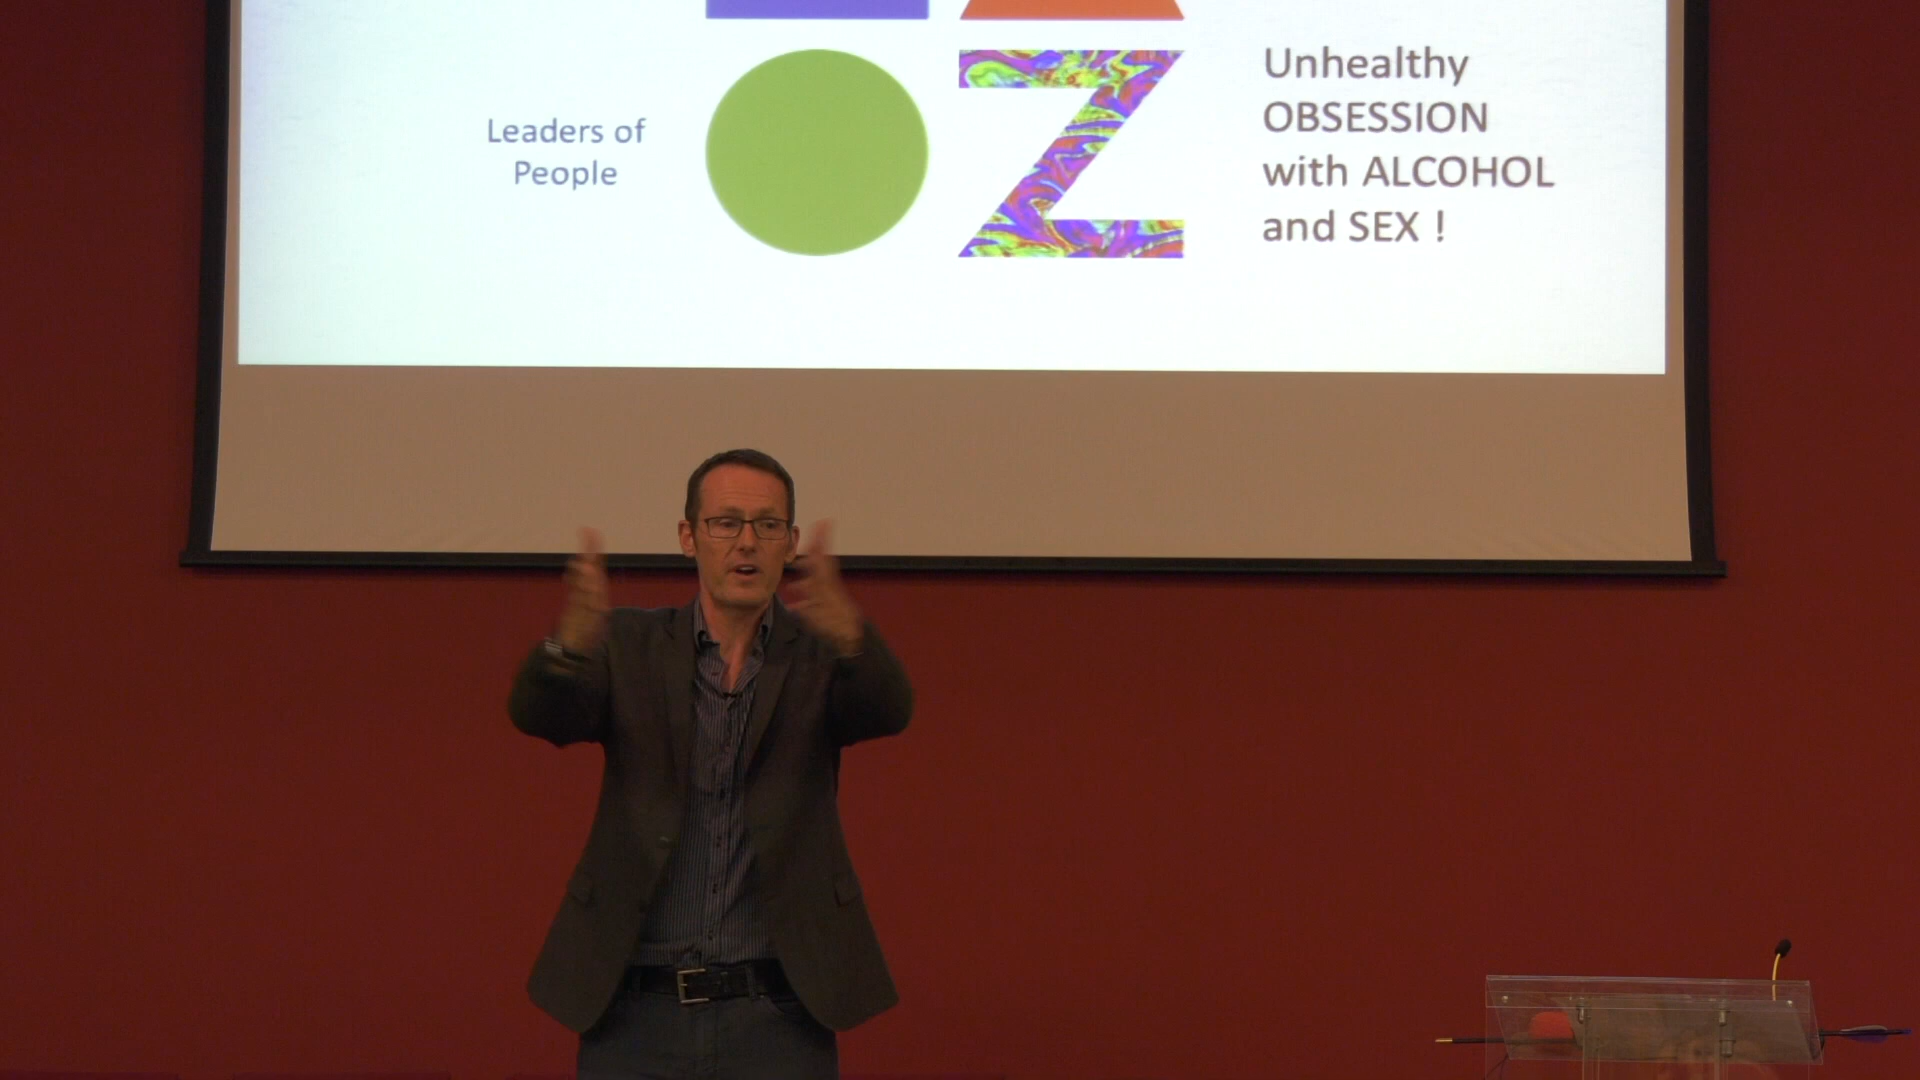 Leaders of
People
Unhealthy
OBSESSION
with ALCOHOL
and SEX !